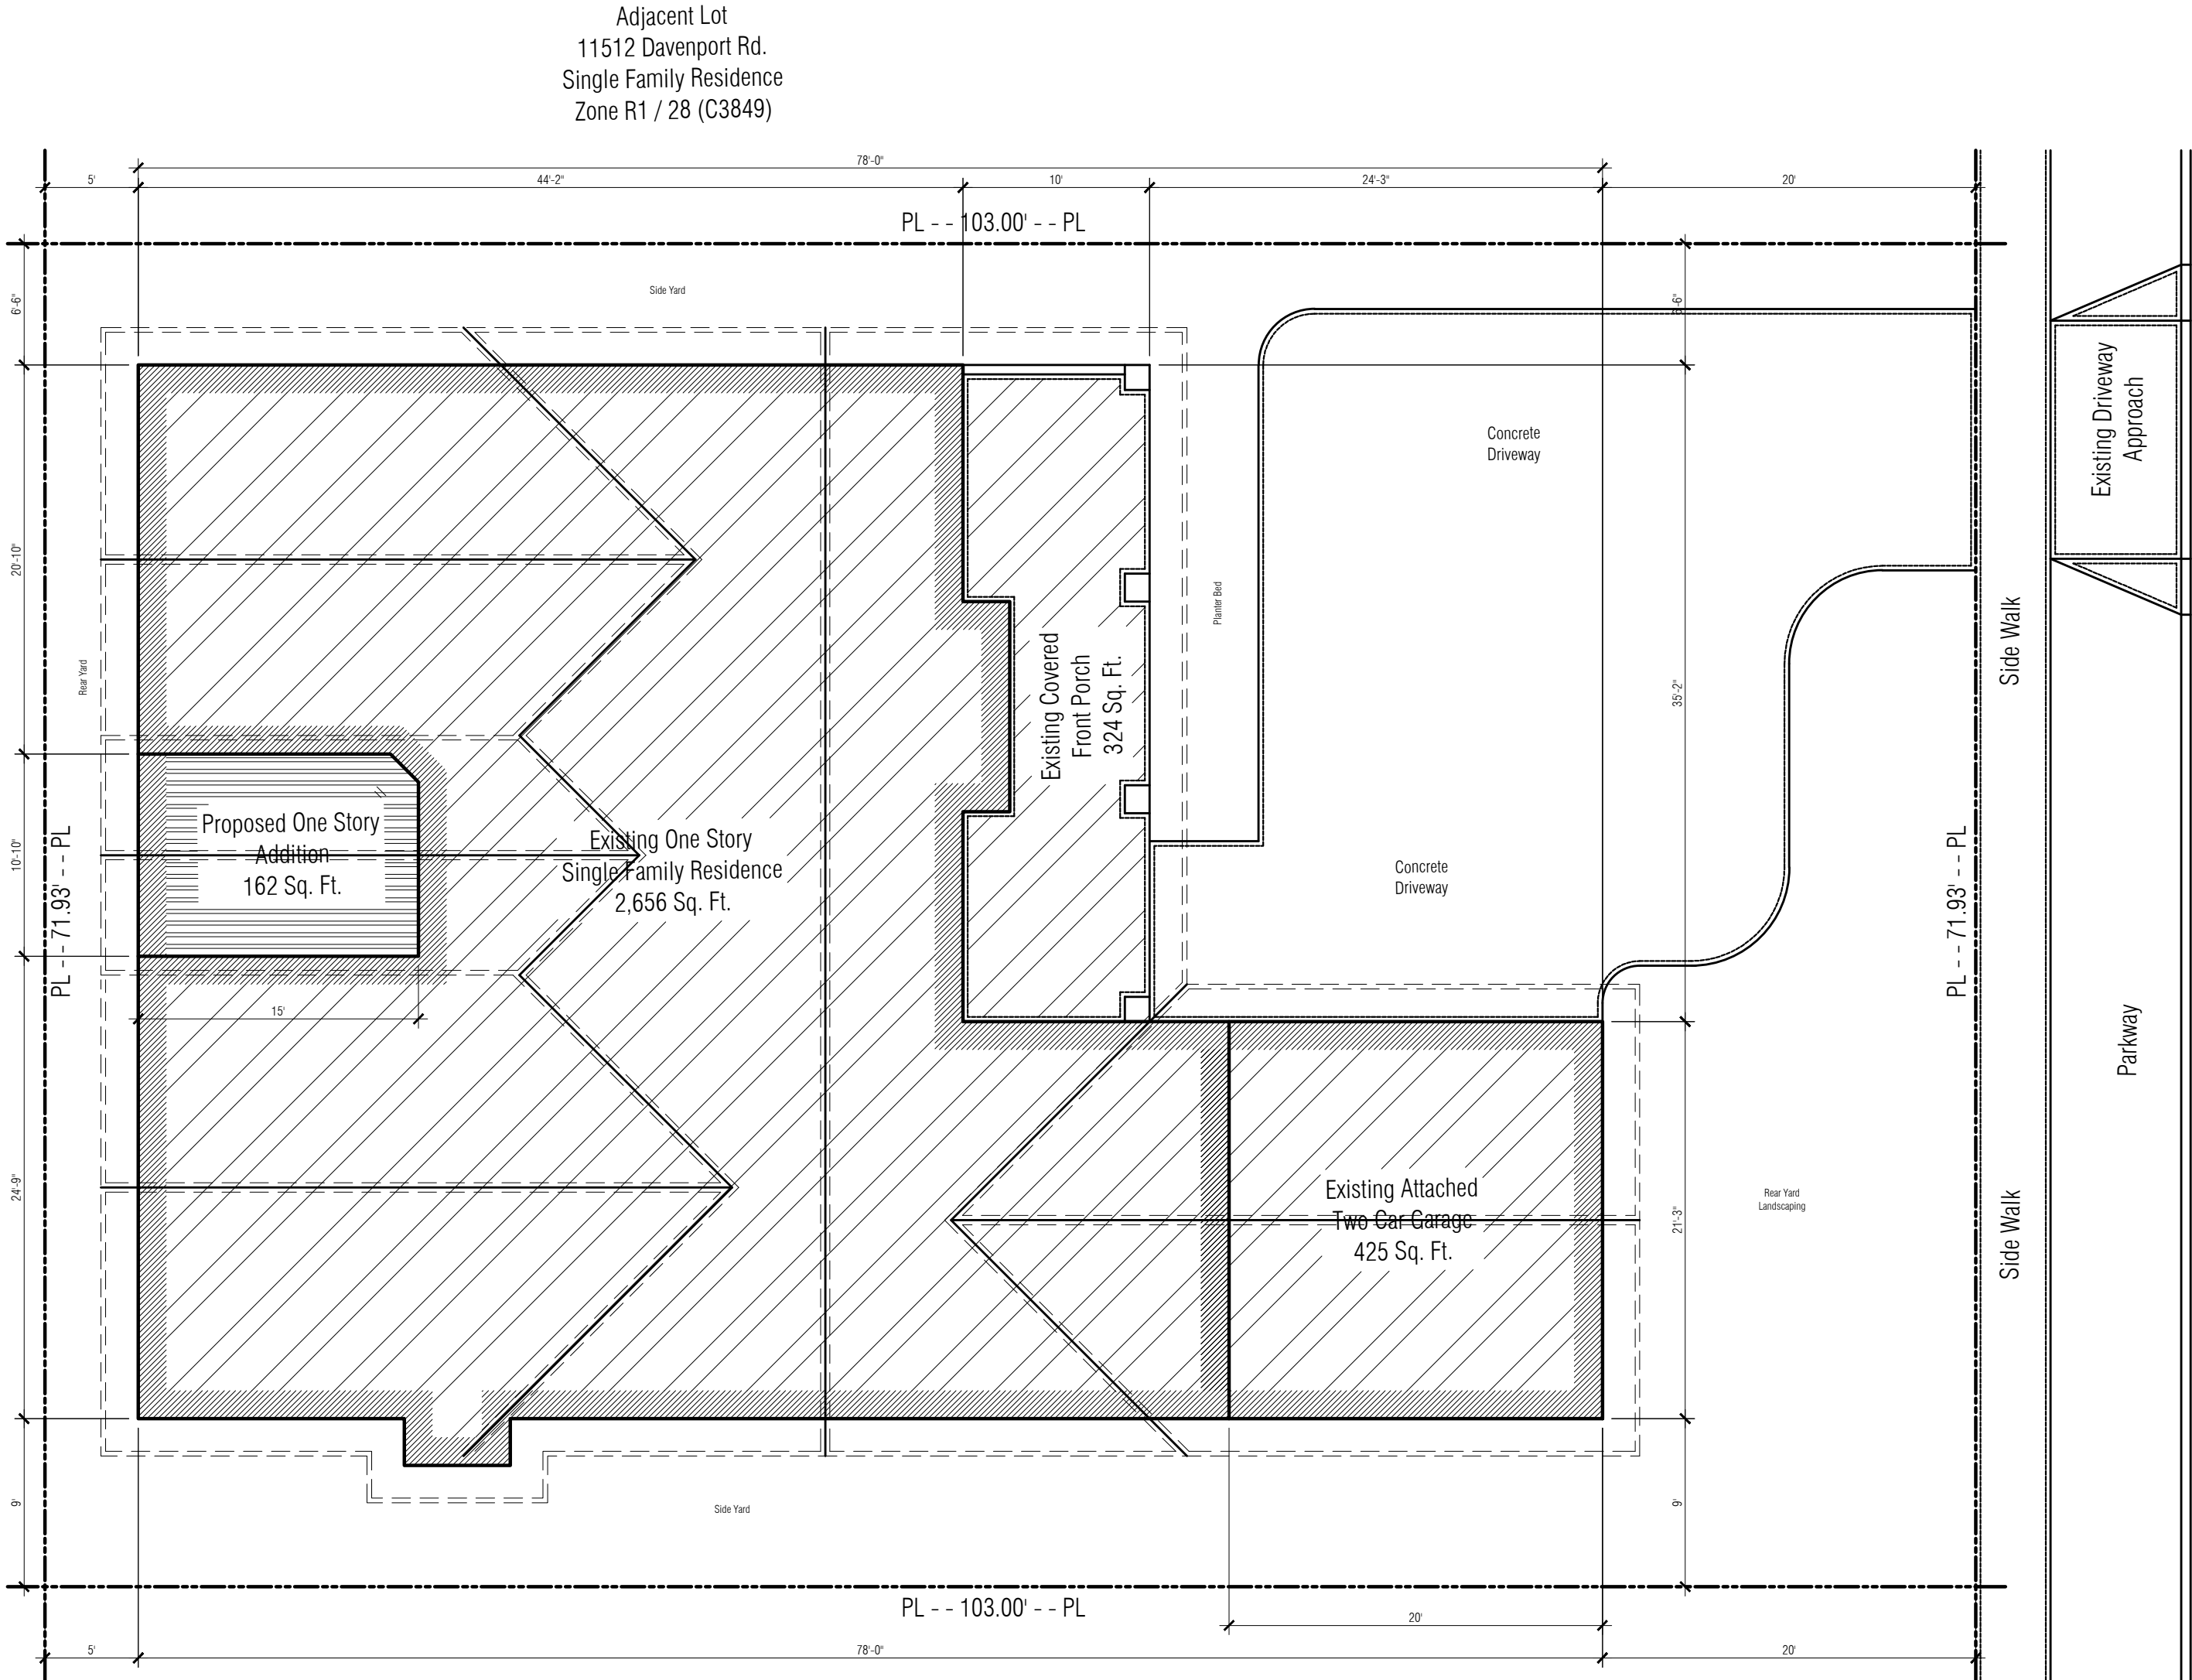 Adjacent Lot
11512 Davenport Rd.
Single Family Residence
Zone R1 / 28 (C3849)
78'-0"
5'
44'-2"
10'
24'-3"
20'
PL - - 103.00' - - PL
Side Yard
6'-6"
6'-6"
Concrete
Driveway
Existing Driveway
Approach
20'-10"
Rear Yard
Planter Bed
Side Walk
Existing Covered
Front Porch
324 Sq. Ft.
35'-2"
Proposed One Story
Addition
162 Sq. Ft.
Existing One Story
Single Family Residence
2,656 Sq. Ft.
10'-10"
PL - - 71.93' - - PL
Concrete
Driveway
PL - - 71.93' - - PL
15'
Parkway
24'-9"
Existing Attached
Two Car Garage
425 Sq. Ft.
21'-3"
Rear Yard
Landscaping
Side Walk
9'
Side Yard
9'
PL - - 103.00' - - PL
20'
5'
78'-0"
20'